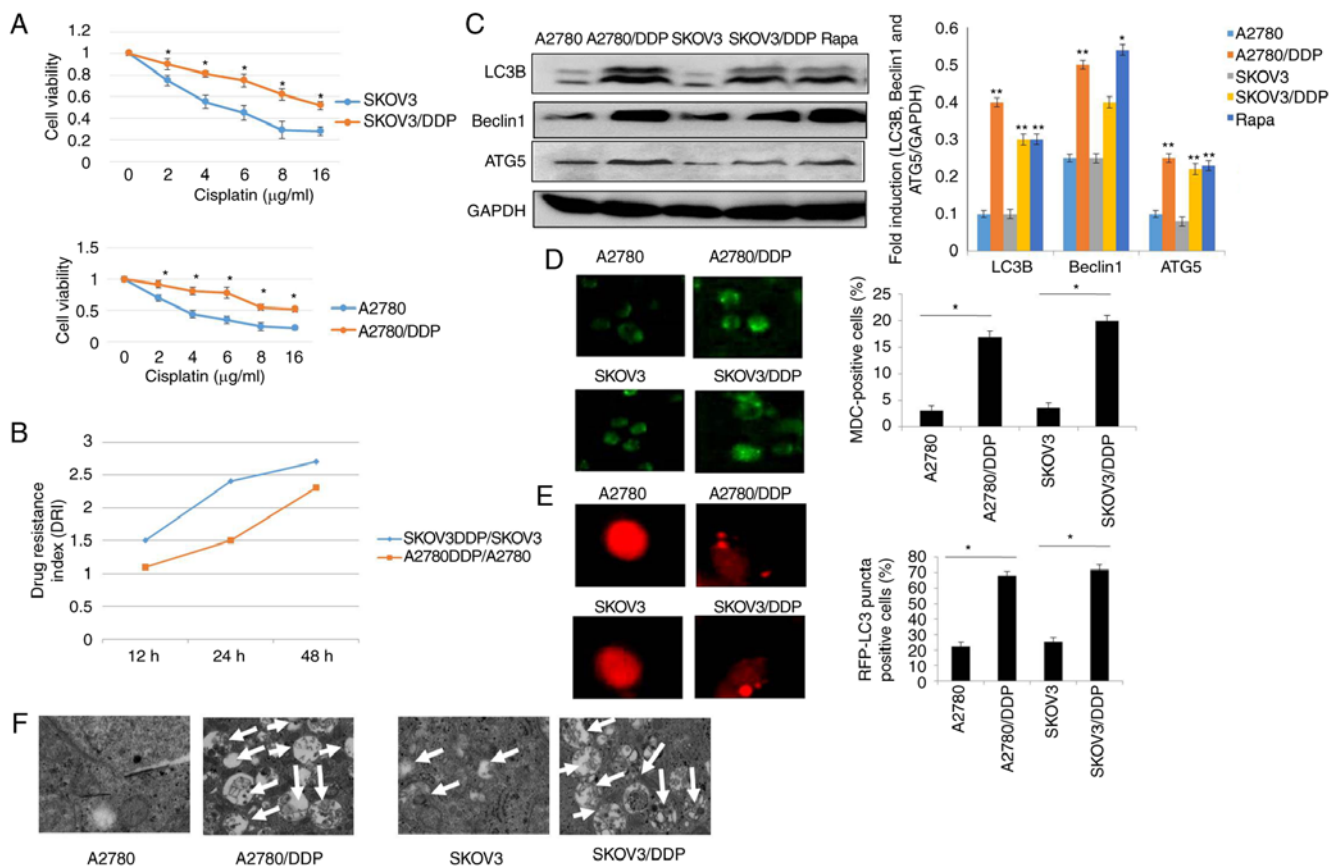 A
Cell viability
1.2
1
0.8
0.6
0.4
0.2
0
0 2 4 6 8 16
Cisplatin (μg/ml)
* * * * *
SKOV3
SKOV3/DDP
Cell viability
1.5
1
0.5
0
0 2 4 6 8 16
Cisplatin (μg/ml)
* * * * *
A2780
A2780/DDP
B
Drug resistance
index (DRI)
3
2.5
2
1.5
1
1.5
0
12 h 24 h 48 h
SKOV3DDP/SKOV3
A2780DDP/A2780
C
A2780 A2780/DDP SKOV3 SKOV3/DDP Rapa
LC3B
Beclin1
ATG5
GAPDH
Fold induction (LC3B, Beclin1 and
ATG5/GAPDH)
0.6
0.5
0.4
0.3
0.2
0.1
0
** ** ** ** * ** ** **
LC3B Beclin1 ATG5
A2780
A2780/DDP
SKOV3
SKOV3/DDP
Rapa
D
A2780 A2780/DDP
SKOV3 SKOV3/DDP
MDC-positive cells (%)
25
20
15
10
5
0
* *
A2780
A2780/DDP
SKOV3
SKOV3/DDP
E
A2780 A2780/DDP
SKOV3 SKOV3/DDP
RFP-LC3 puncta
positive cells (%)
80
70
60
50
40
30
20
10
0
* *
A2780
A2780/DDP
SKOV3
SKOV3/DDP
F
A2780 A2780/DDP SKOV3 SKOV3/DDP